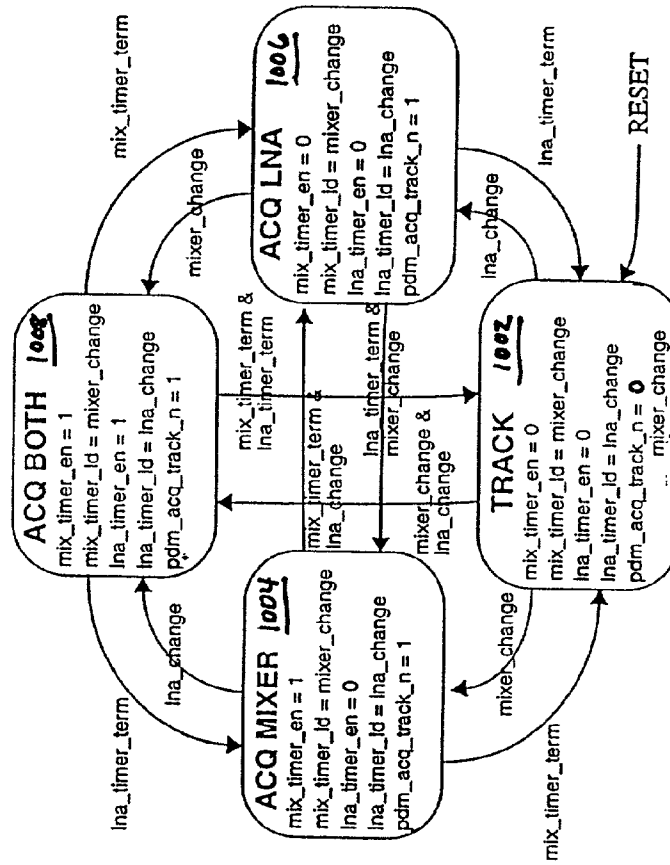 mix_timer_term
mixer_change
ACQ BOTH 1008
mix_timer_en = 1
mix_timer_ld = mixer_change
lna_timer_en = 1
lna_timer_ld = lna_change
pdm_acq_track_n = 1
lna_timer_term
lna_change
ACQ LNA 1006
mix_timer_en = 0
mix_timer_ld = mixer_change
lna_timer_en = 0
lna_timer_ld = lna_change
pdm_acq_track_n = 1
mix_timer_term &
lna_timer_term
mix_timer_term &
lna_change
lna_timer_term &
mixer_change
mixer_change &
lna_change
ACQ MIXER 1004
mix_timer_en = 1
mix_timer_ld = mixer_change
lna_timer_en = 0
lna_timer_ld = lna_change
pdm_acq_track_n = 1
lna_change
lna_timer_term
TRACK 1002
mix_timer_en = 0
mix_timer_ld = mixer_change
lna_timer_en = 0
lna_timer_ld = lna_change
pdm_acq_track_n = 0
mixer_change
mixer_change
mix_timer_term
RESET